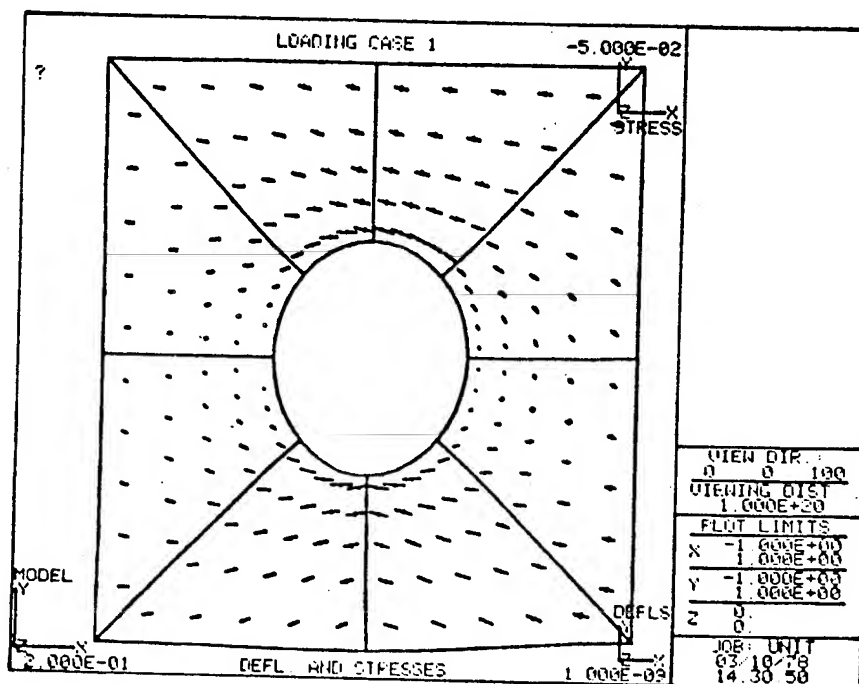 LOADING CASE 1
-5.000E-02
?
Y
Z X
STRESS
VIEW DIR.:
0 0 100
VIEWING DIST
1.000E+20
PLOT LIMITS
X -1.000E+00
1.000E+00
Y -1.000E+00
1.000E+00
Z 0.
0.
MODEL
Y
Z X
2.000E-01
DEFL. AND STRESSES
DEFLS
Y
Z X
1.000E-09
JOB: UNIT
03/10/78
14.30.50